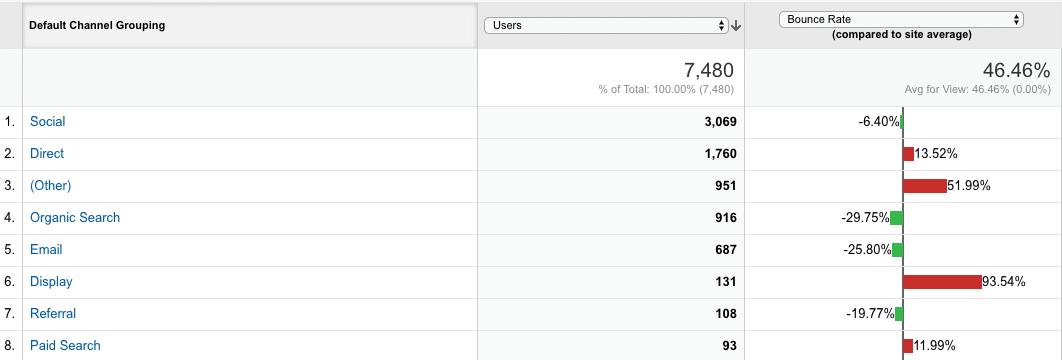 Default Channel Grouping Users Bounce Rate
(compared to site average)
7,480 46.46%
% of Total: 100.00% (7,480) Avg for View: 46.46% (0.00%)
1. Social 3,069 -6.40%
2. Direct 1,760 13.52%
3. (Other) 951 51.99%
4. Organic Search 916 -29.75%
5. Email 687 -25.80%
6. Display 131 93.54%
7. Referral 108 -19.77%
8. Paid Search 93 11.99%